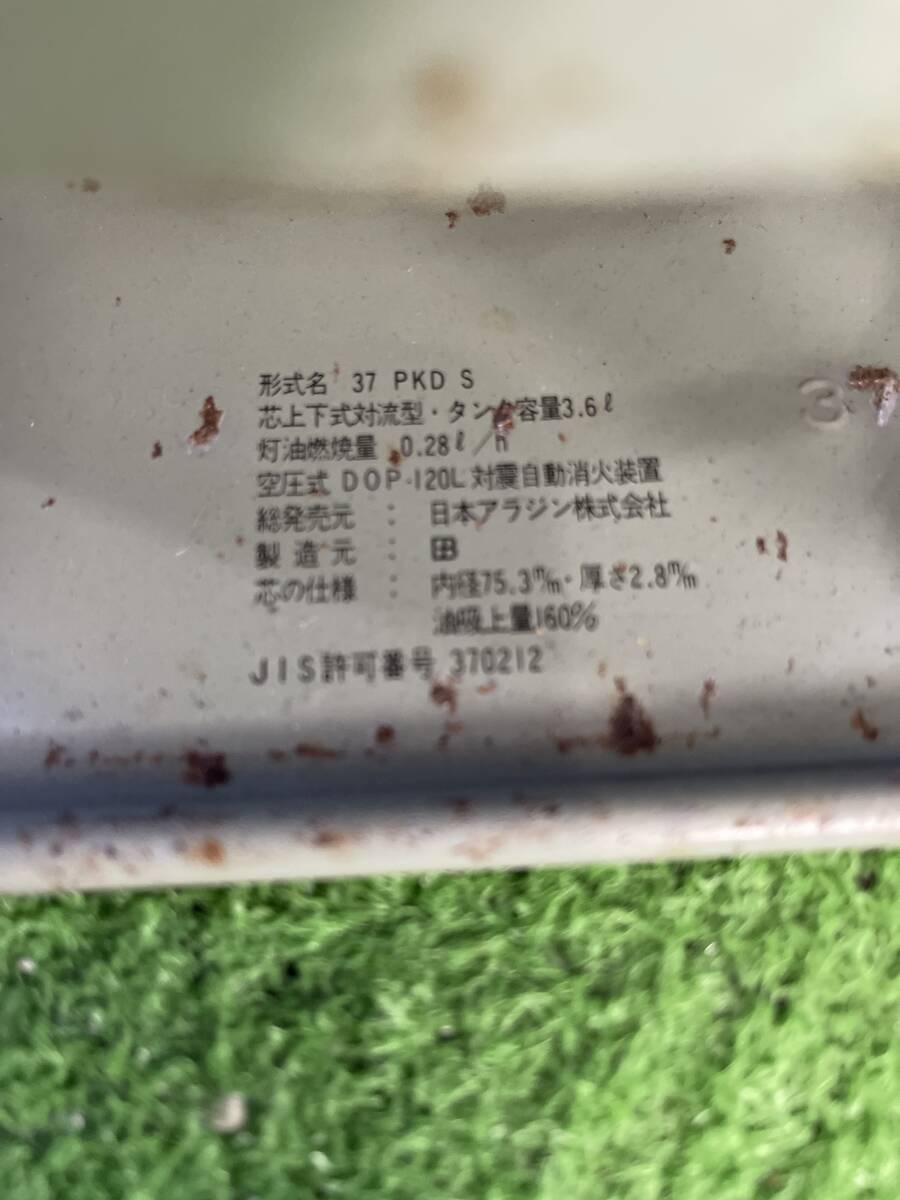 形式名 37 PKD S
芯上下式対流型・タンク容量3.6ℓ
灯油燃焼量 0.28ℓ/h
空圧式 DOP-120L 対震自動消火装置
総発売元 : 日本アラジン株式会社
製造元 :
芯の仕様 : 内径75.3m/m・厚さ2.8m/m
油吸上量160%
JIS許可番号 370212
3